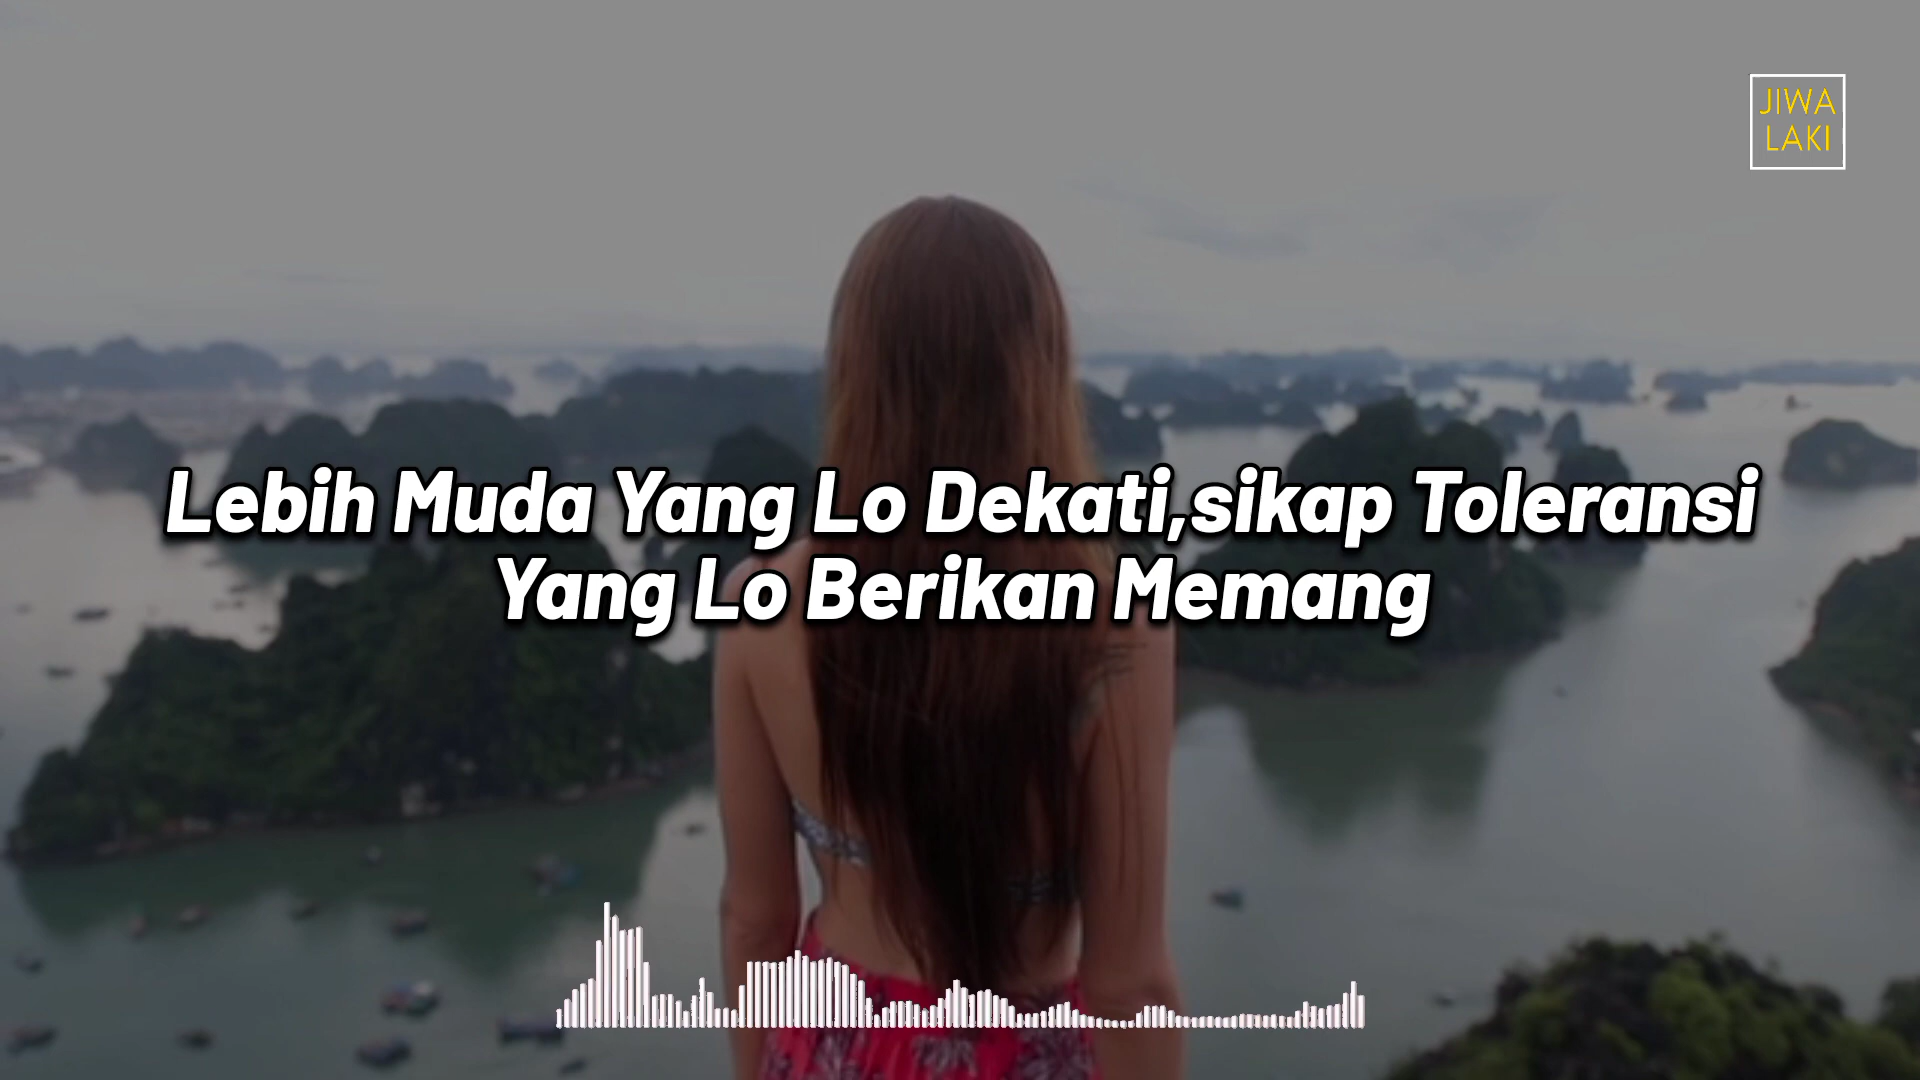 JIWA
LAKI
Lebih Muda Yang Lo Dekati,sikap Toleransi
Yang Lo Berikan Memang